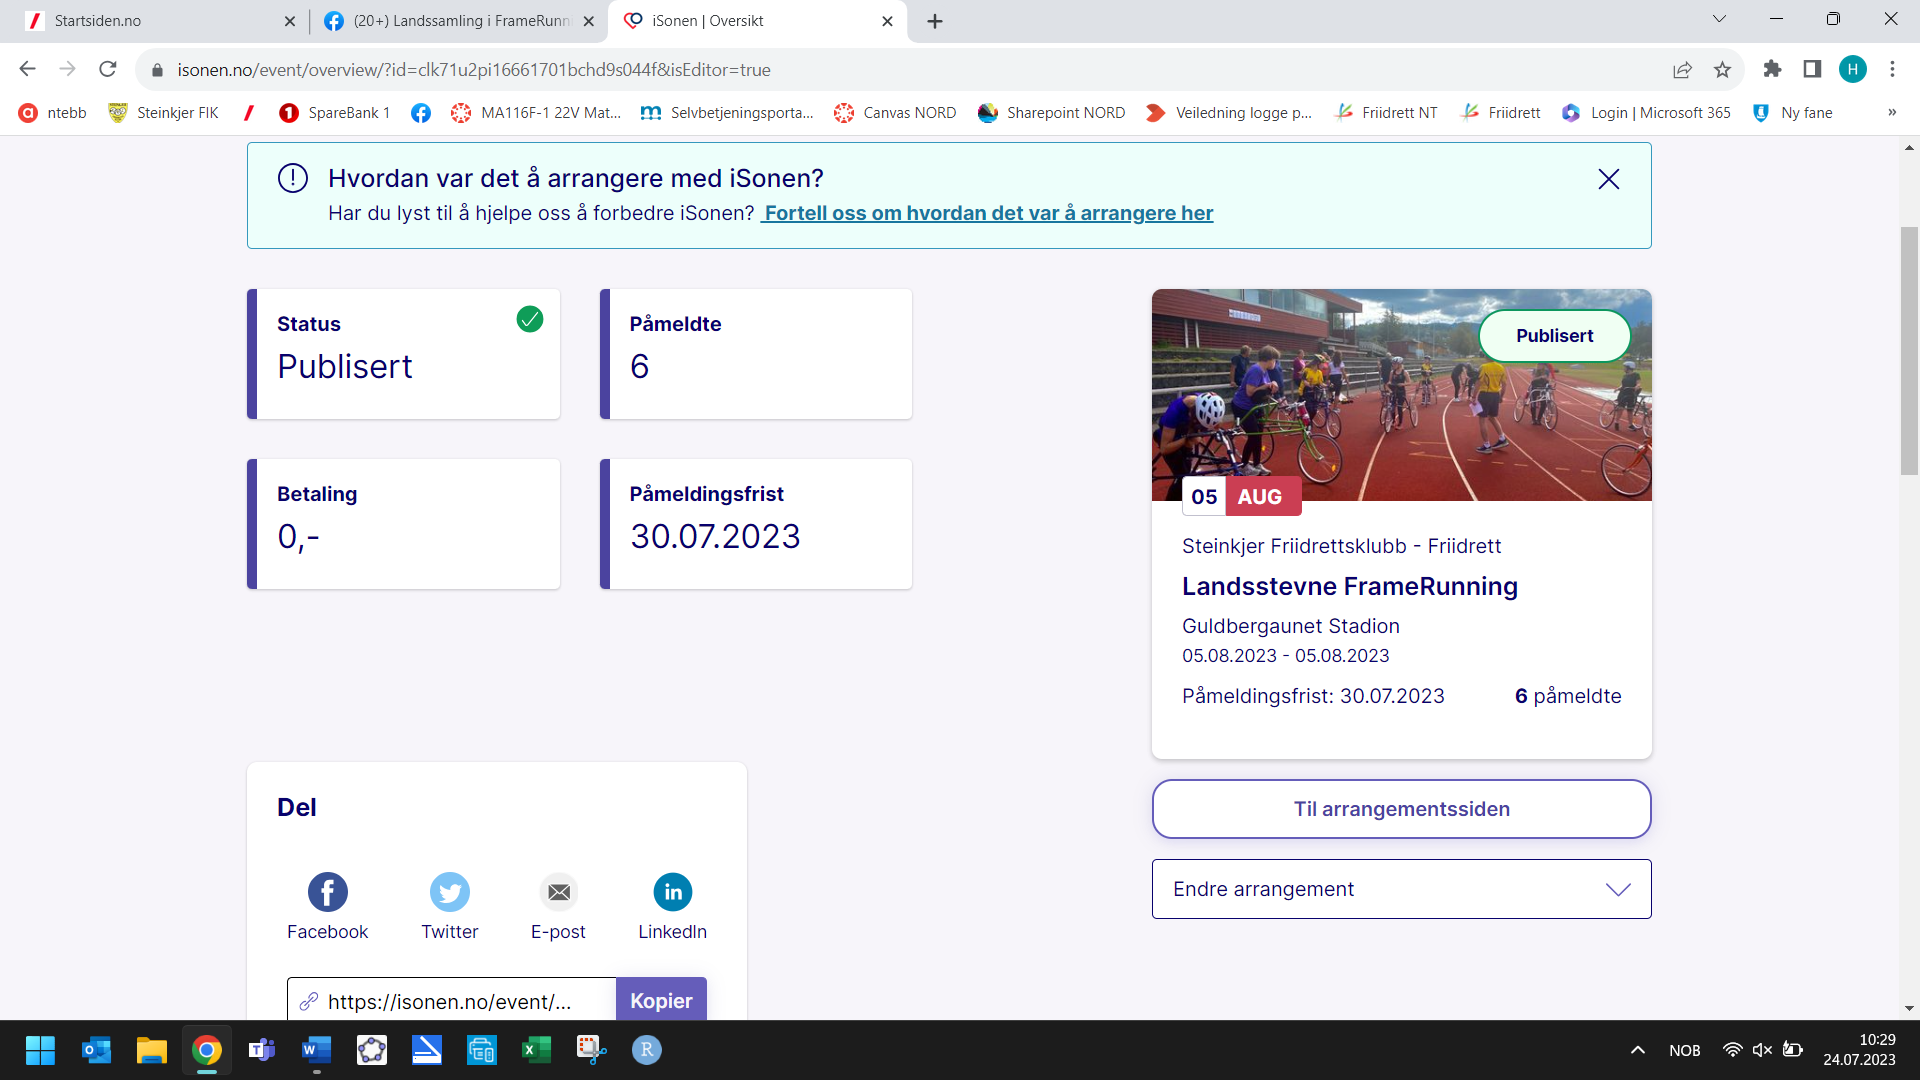 Startsiden.no
(20+) Landssamling i FrameRunn
iSonen | Oversikt
isonen.no/event/overview/?id=clk71u2pi16661701bchd9s044f&isEditor=true
H
ntebb
Steinkjer FIK
SpareBank 1
MA116F-1 22V Mat...
Selvbetjeningsporta...
Canvas NORD
Sharepoint NORD
Veiledning logge p...
Friidrett NT
Friidrett
Login | Microsoft 365
Ny fane
»
Hvordan var det å arrangere med iSonen?
Har du lyst til å hjelpe oss å forbedre iSonen? Fortell oss om hvordan det var å arrangere her
Status
Publisert
Påmeldte
6
Betaling
0,-
Påmeldingsfrist
30.07.2023
Publisert
05 AUG
Steinkjer Friidrettsklubb - Friidrett
Landsstevne FrameRunning
Guldbergaunet Stadion
05.08.2023 - 05.08.2023
Påmeldingsfrist: 30.07.2023
6 påmeldte
Til arrangementssiden
Endre arrangement
Del
Facebook
Twitter
E-post
LinkedIn
https://isonen.no/event/...
Kopier
NOB
10:29
24.07.2023